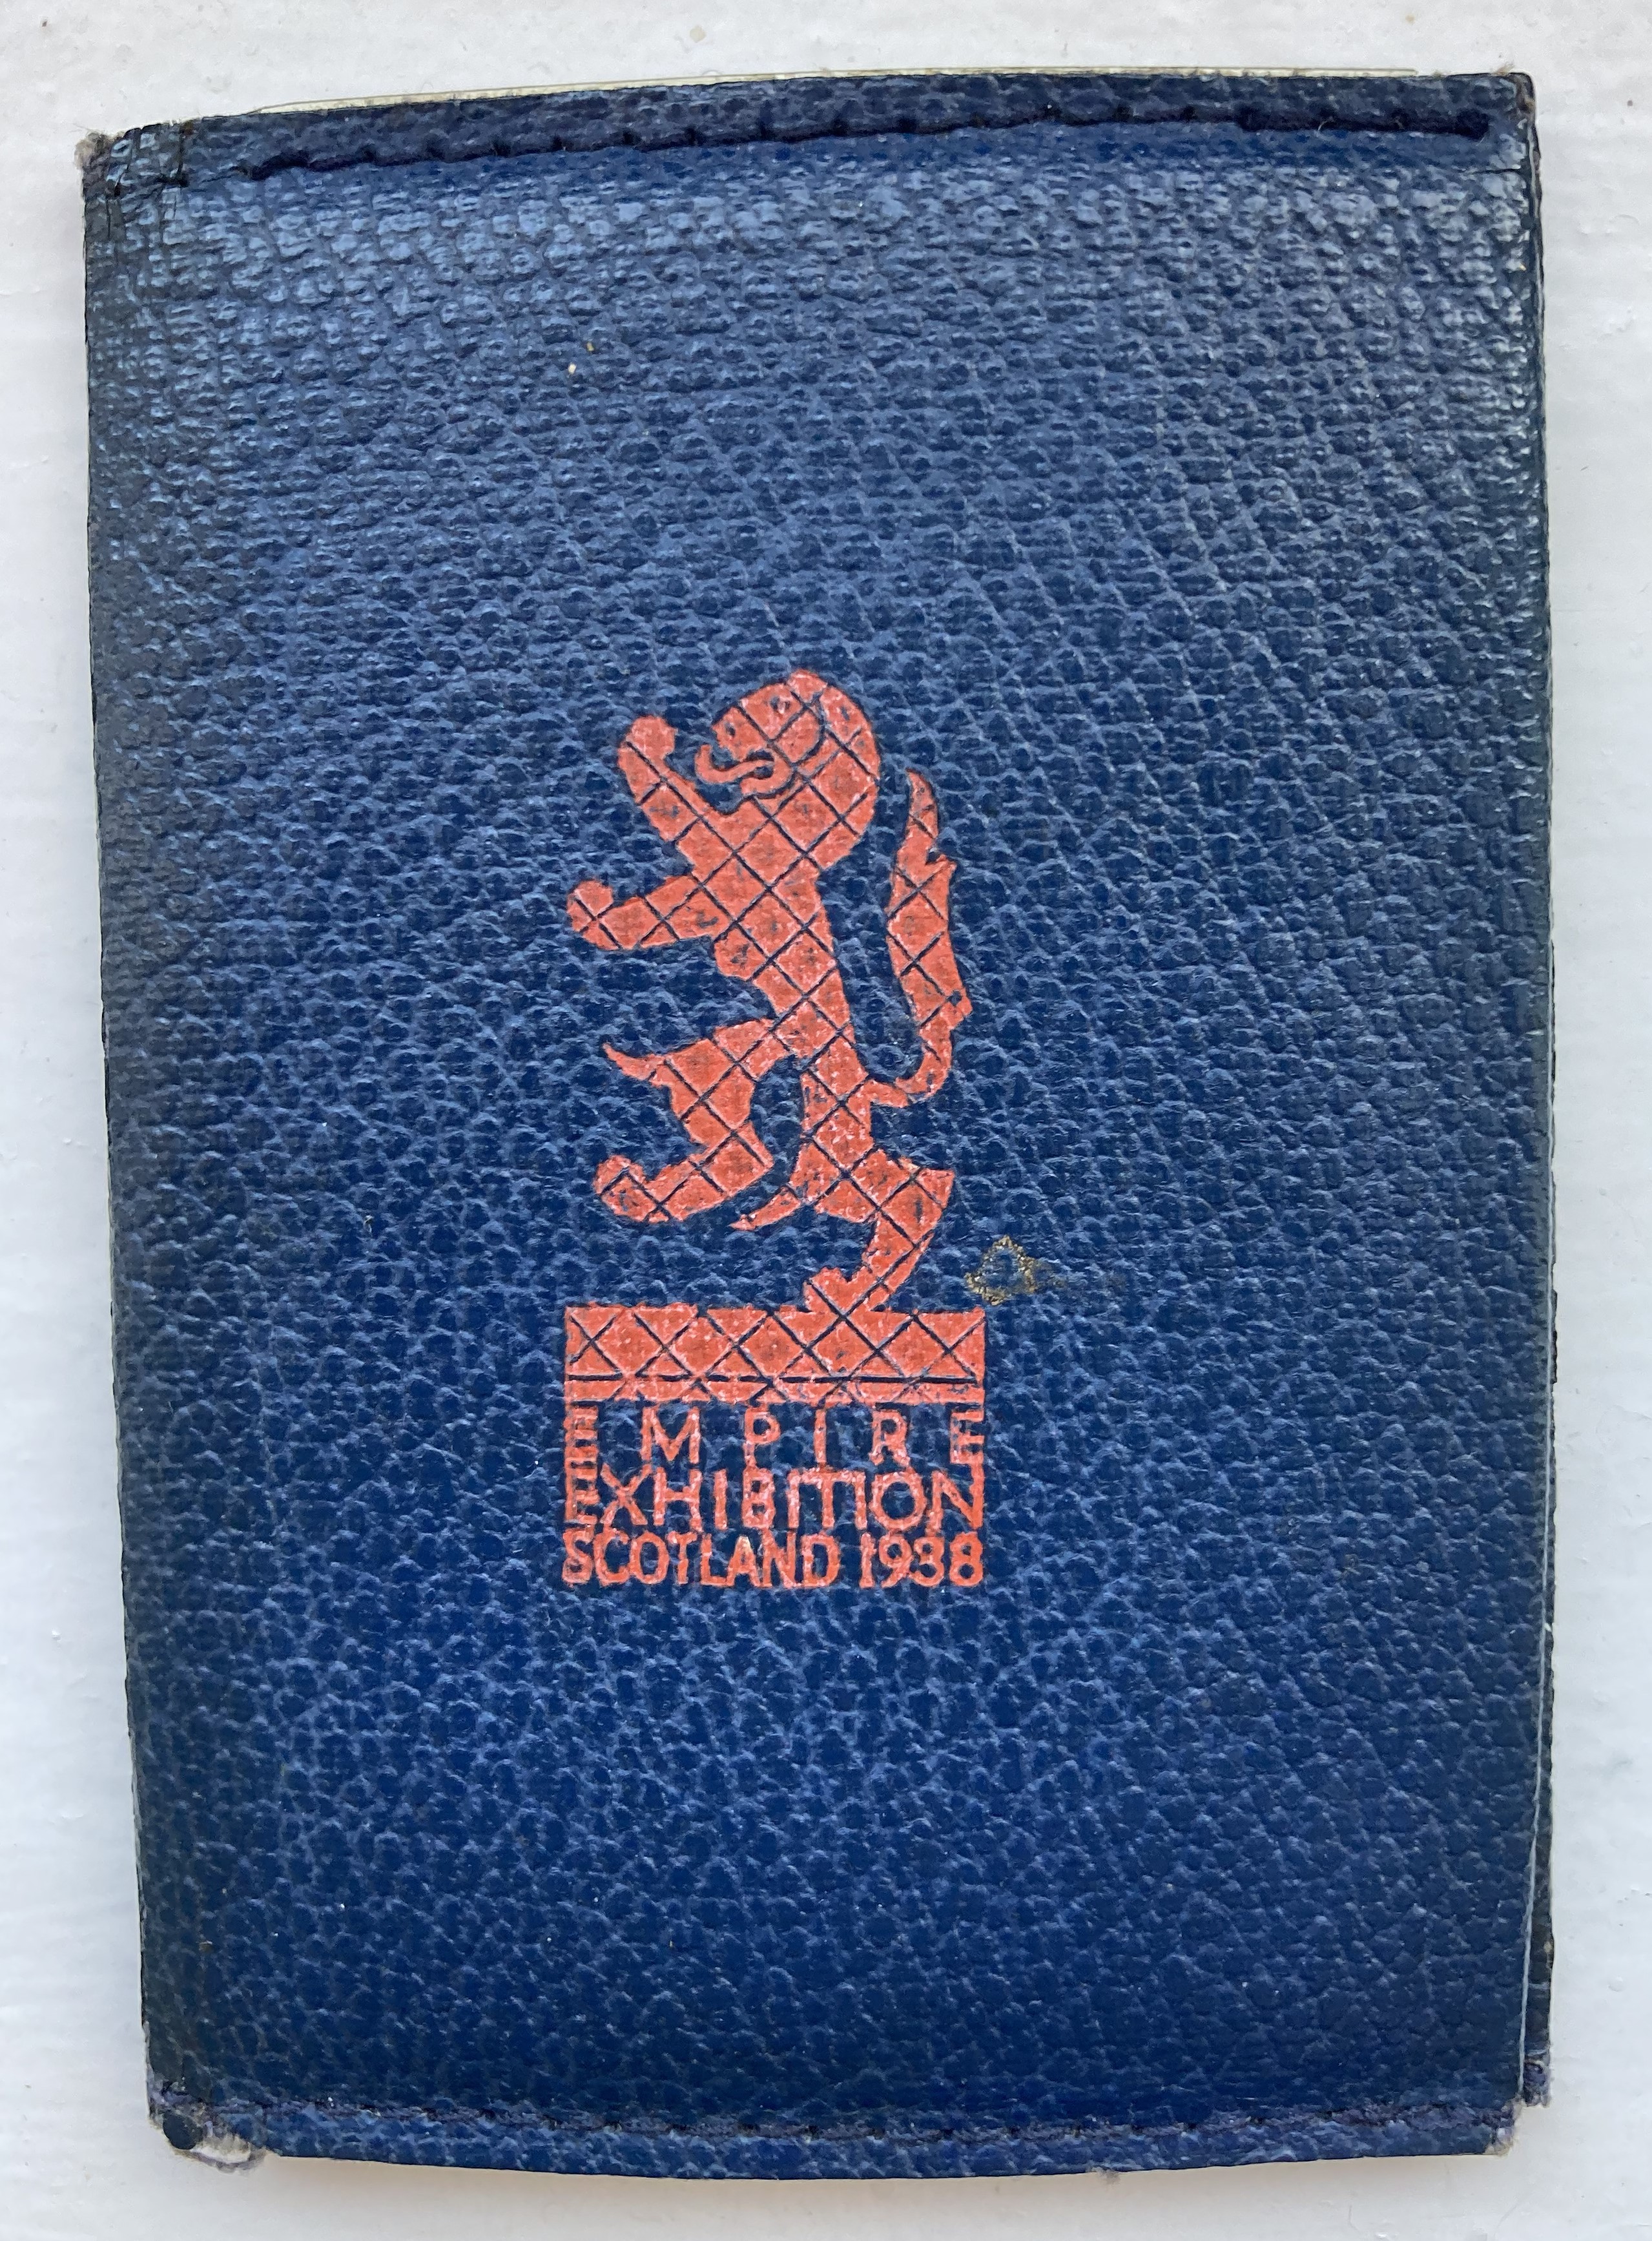 EMPIRE
EXHIBITION
SCOTLAND 1938